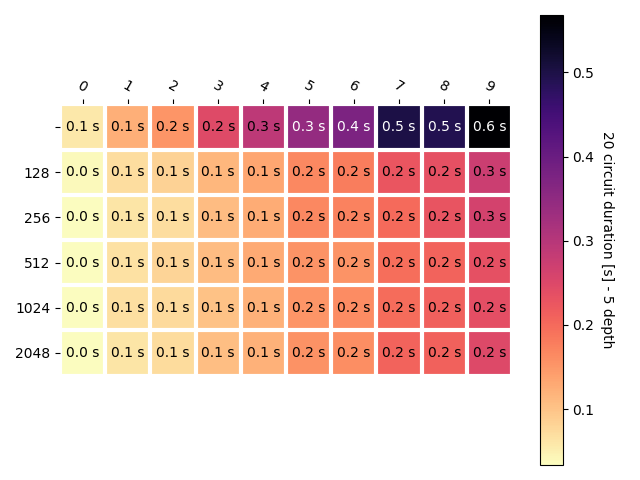 0 1 2 3 4 5 6 7 8 9
0.1 s 0.1 s 0.2 s 0.2 s 0.3 s 0.3 s 0.4 s 0.5 s 0.5 s 0.6 s
128 0.0 s 0.1 s 0.1 s 0.1 s 0.1 s 0.2 s 0.2 s 0.2 s 0.2 s 0.3 s
256 0.0 s 0.1 s 0.1 s 0.1 s 0.1 s 0.2 s 0.2 s 0.2 s 0.2 s 0.3 s
512 0.0 s 0.1 s 0.1 s 0.1 s 0.1 s 0.2 s 0.2 s 0.2 s 0.2 s 0.2 s
1024 0.0 s 0.1 s 0.1 s 0.1 s 0.1 s 0.2 s 0.2 s 0.2 s 0.2 s 0.2 s
2048 0.0 s 0.1 s 0.1 s 0.1 s 0.1 s 0.2 s 0.2 s 0.2 s 0.2 s 0.2 s
0.5
0.4
0.3
0.2
0.1
20 circuit duration [s] - 5 depth